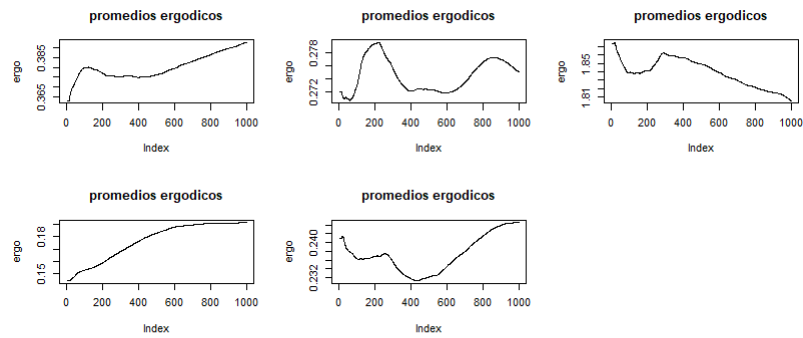 promedios ergodicos
promedios ergodicos
promedios ergodicos
ergo
0.365
0.385
0 200 400 600 800 1000
Index
ergo
0.272
0.278
0 200 400 600 800 1000
Index
ergo
1.81
1.85
0 200 400 600 800 1000
Index
promedios ergodicos
promedios ergodicos
ergo
0.15
0.18
0 200 400 600 800 1000
Index
ergo
0.232
0.240
0 200 400 600 800 1000
Index